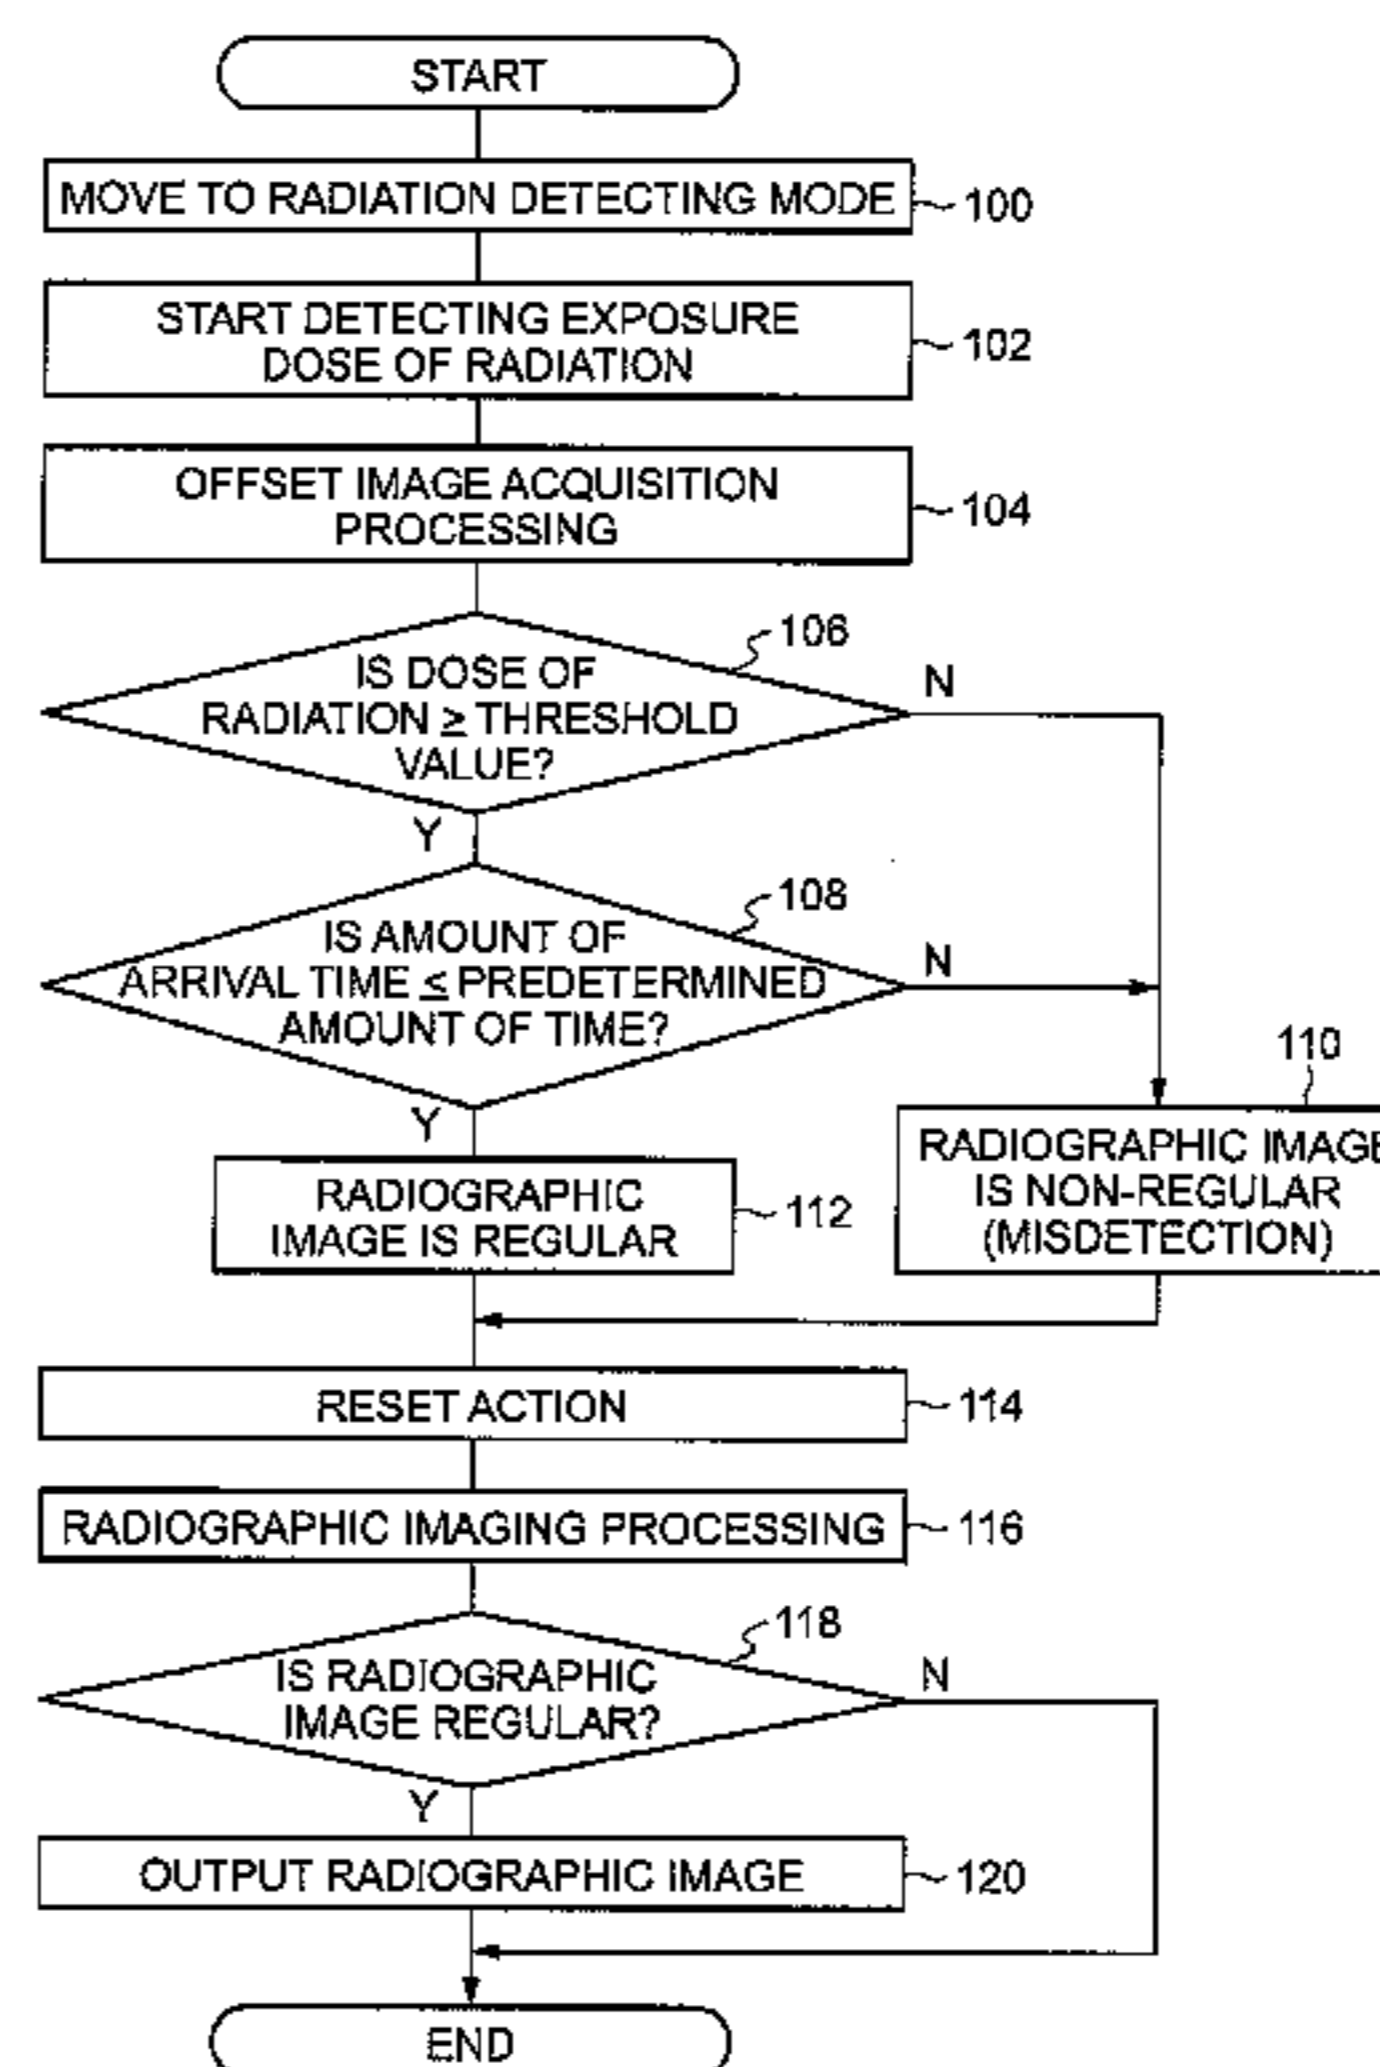 START
MOVE TO RADIATION DETECTING MODE
100
START DETECTING EXPOSURE
DOSE OF RADIATION
102
OFFSET IMAGE ACQUISITION
PROCESSING
104
106
IS DOSE OF
RADIATION ≥ THRESHOLD
VALUE?
N
Y
108
IS AMOUNT OF
ARRIVAL TIME ≤ PREDETERMINED
AMOUNT OF TIME?
N
Y
110
RADIOGRAPHIC IMAGE
IS NON-REGULAR
(MISDETECTION)
RADIOGRAPHIC
IMAGE IS REGULAR
112
RESET ACTION
114
RADIOGRAPHIC IMAGING PROCESSING
116
118
IS RADIOGRAPHIC
IMAGE REGULAR?
N
Y
OUTPUT RADIOGRAPHIC IMAGE
120
END